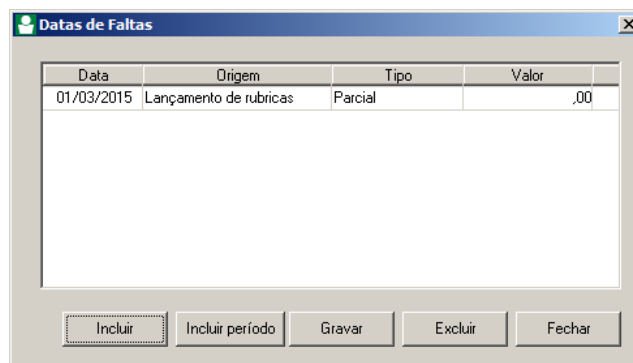 Datas de Faltas
Data Origem Tipo Valor
01/03/2015 Lançamento de rubricas Parcial ,00
Incluir Incluir período Gravar Excluir Fechar